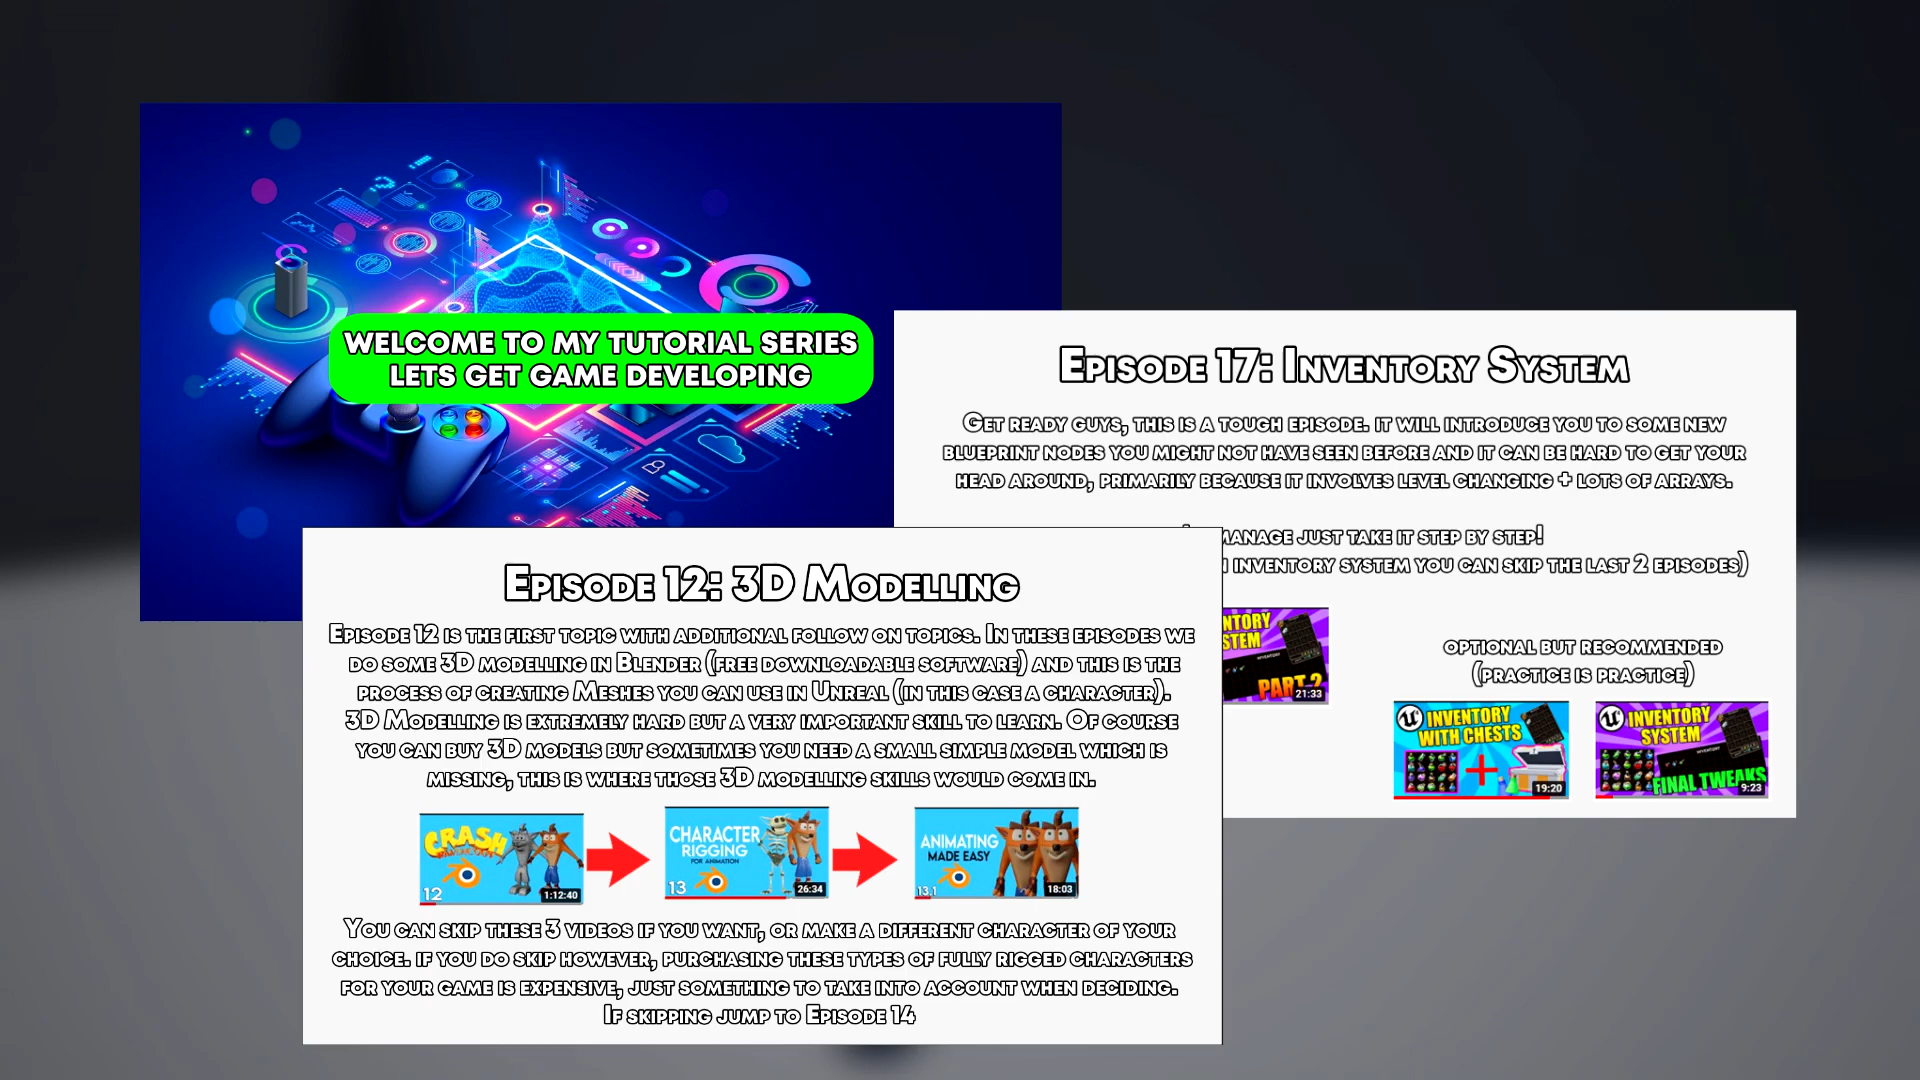 WELCOME TO MY TUTORIAL SERIES
LETS GET GAME DEVELOPING
Episode 17: Inventory System
Get ready guys, this is a tough episode. it will introduce you to some new
blueprint nodes you might not have seen before and it can be hard to get your
head around, primarily because it involves level changing + lots of arrays.
manage just take it step by step!
inventory system you can skip the last 2 episodes)
PART 2
21:33
optional but recommended
(practice is practice)
INVENTORY
WITH CHESTS
19:20
INVENTORY
SYSTEM
FINAL TWEAKS
9:23
Episode 12: 3D Modelling
Episode 12 is the first topic with additional follow on topics. In these episodes we
do some 3D modelling in Blender (free downloadable software) and this is the
process of creating Meshes you can use in Unreal (in this case a character).
3D Modelling is extremely hard but a very important skill to learn. Of course
you can buy 3D models but sometimes you need a small simple model which is
missing, this is where those 3D modelling skills would come in.
CRASH
12
1:12:40
CHARACTER
RIGGING
FOR ANIMATION
13
26:34
ANIMATING
MADE EASY
13.1
18:03
You can skip these 3 videos if you want, or make a different character of your
choice. if you do skip however, purchasing these types of fully rigged characters
for your game is expensive, just something to take into account when deciding.
If skipping jump to Episode 14